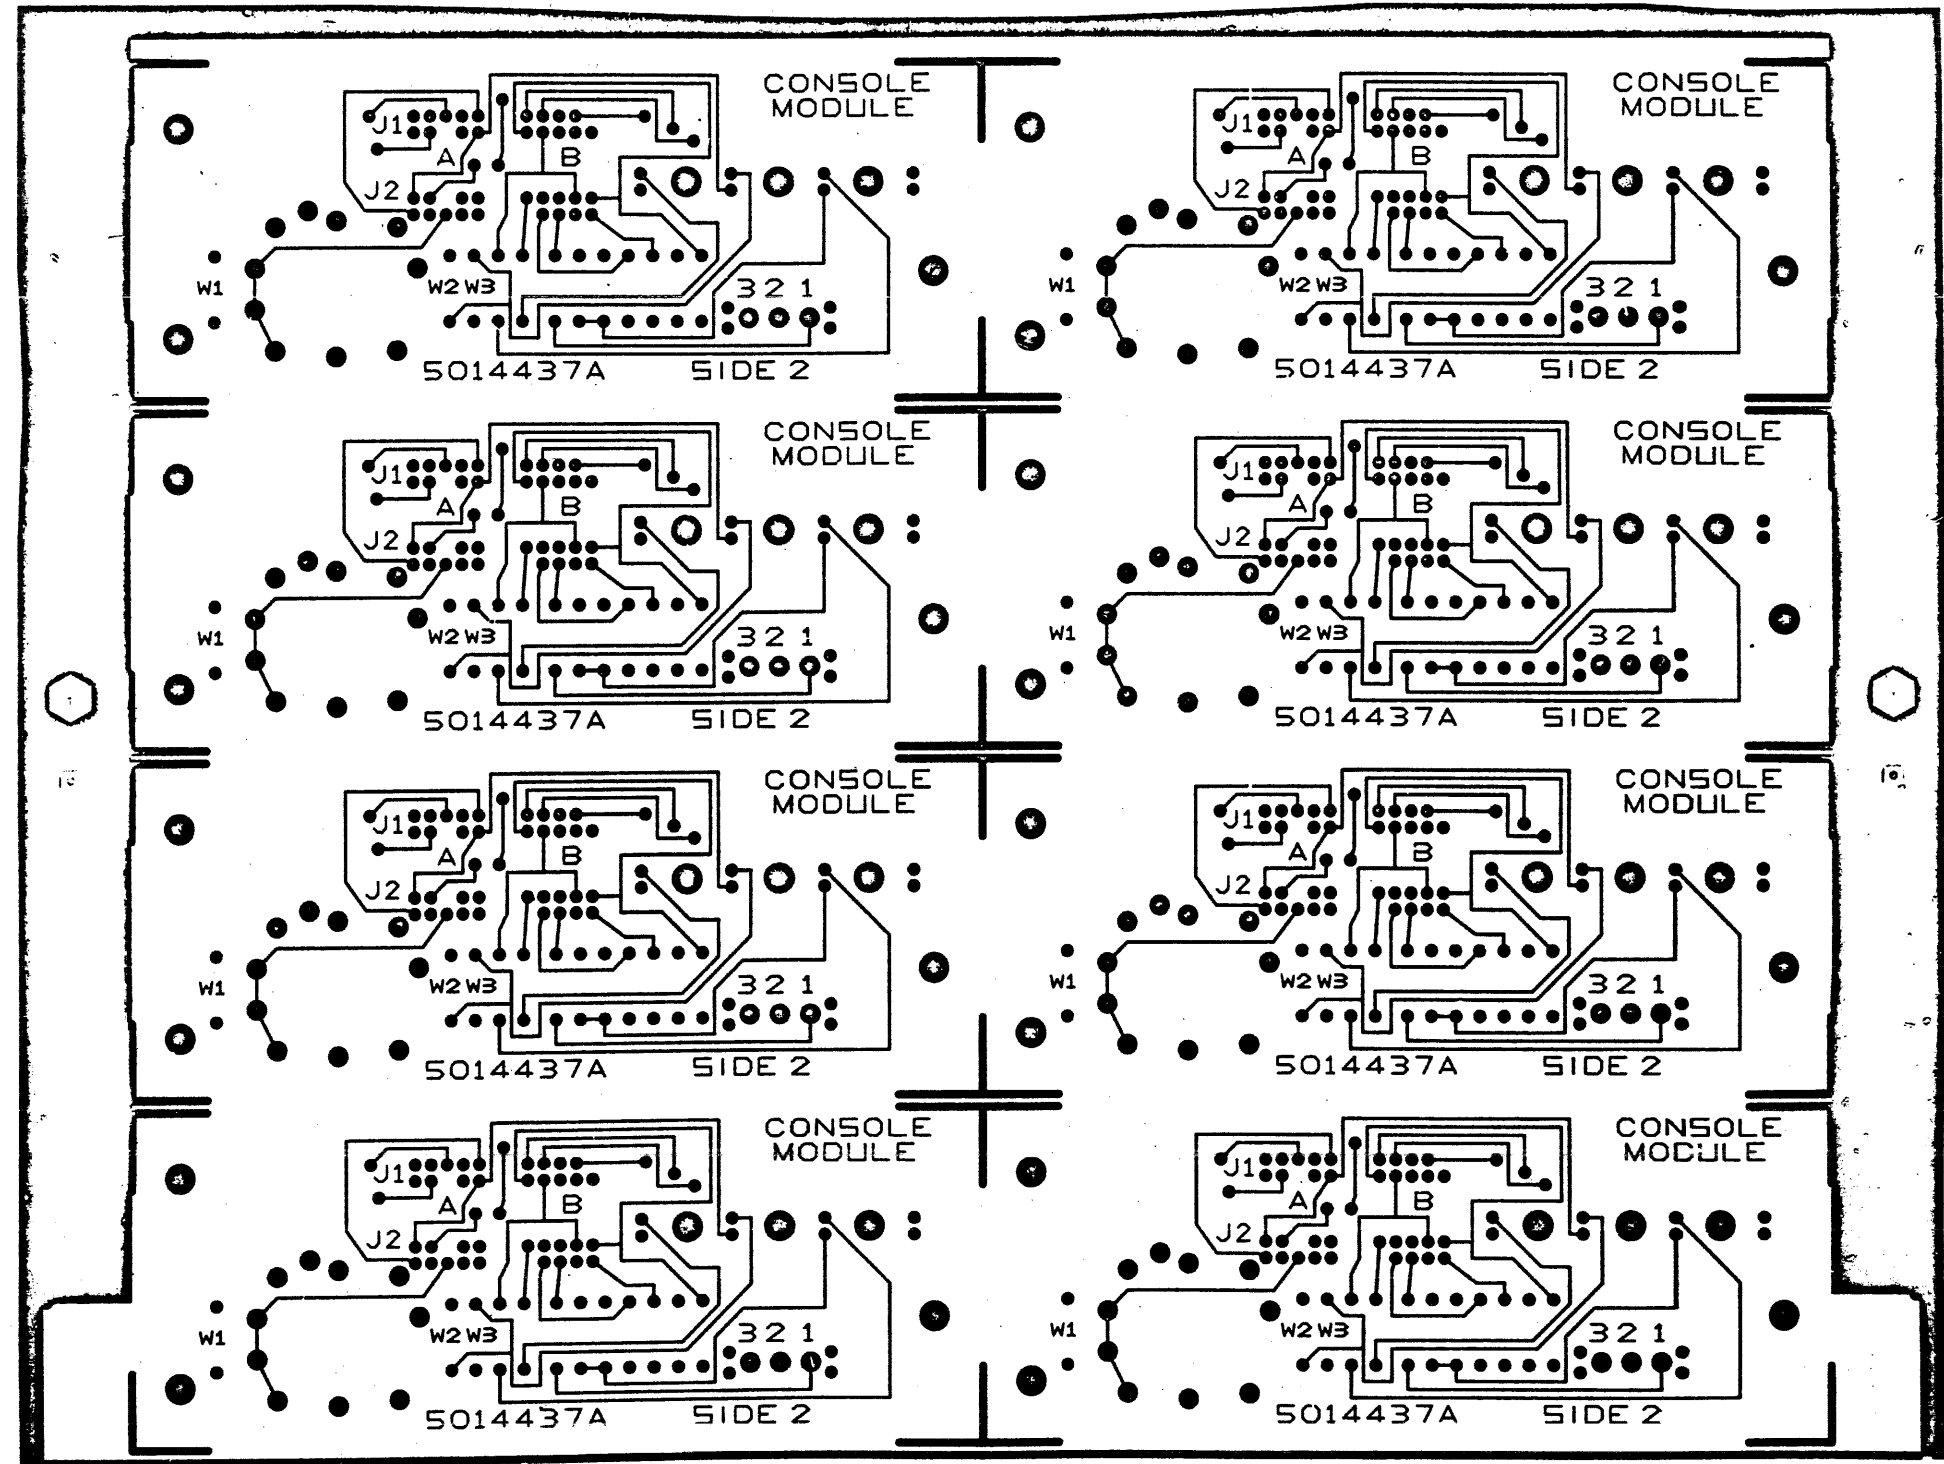 CONSOLE CONSOLE
MODULE MODULE
J1 J1
A B A B
J2 J2
W1 W2 W3 3 2 1 W1 W2 W3 3 2 1
5014437A SIDE 2 5014437A SIDE 2
CONSOLE CONSOLE
MODULE MODULE
J1 J1
A B A B
J2 J2
W1 W2 W3 3 2 1 W1 W2 W3 3 2 1
5014437A SIDE 2 5014437A SIDE 2
CONSOLE CONSOLE
MODULE MODULE
J1 J1
A B A B
J2 J2
W1 W2 W3 3 2 1 W1 W2 W3 3 2 1
5014437A SIDE 2 5014437A SIDE 2
CONSOLE CONSOLE
MODULE MODULE
J1 J1
A B A B
J2 J2
W1 W2 W3 3 2 1 W1 W2 W3 3 2 1
5014437A SIDE 2 5014437A SIDE 2